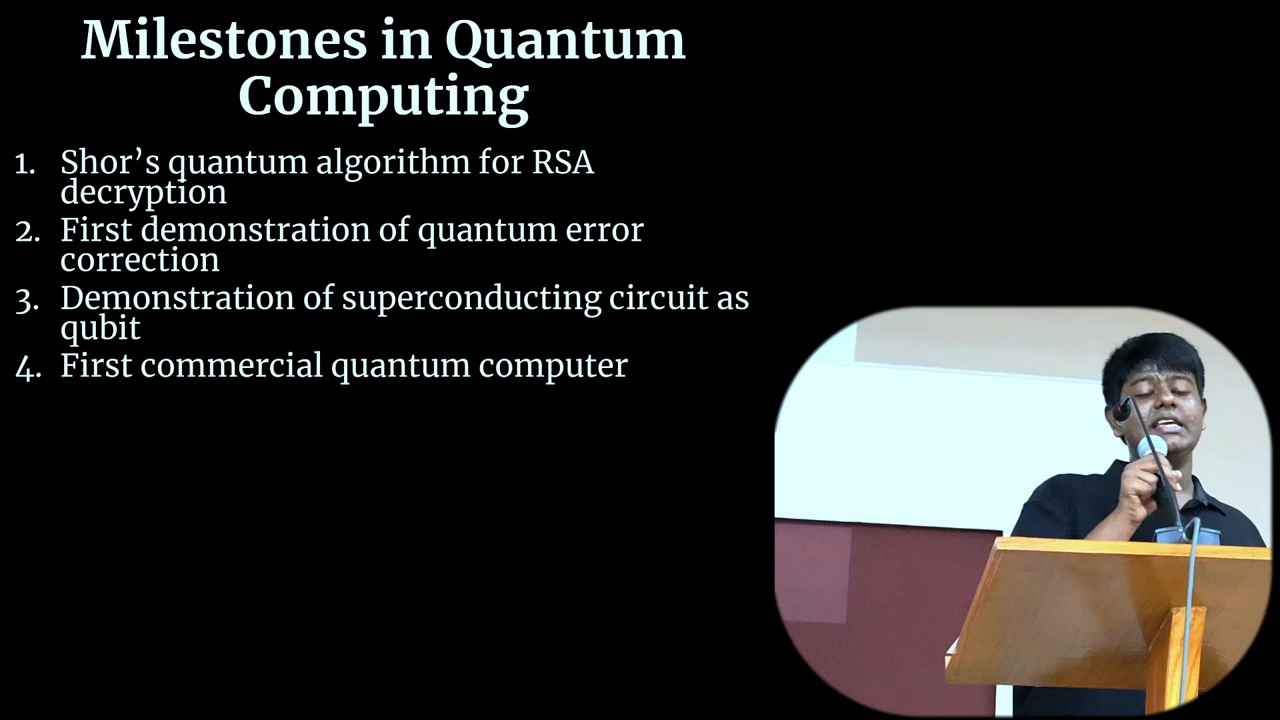 Milestones in Quantum
Computing
1. Shor’s quantum algorithm for RSA
decryption
2. First demonstration of quantum error
correction
3. Demonstration of superconducting circuit as
qubit
4. First commercial quantum computer